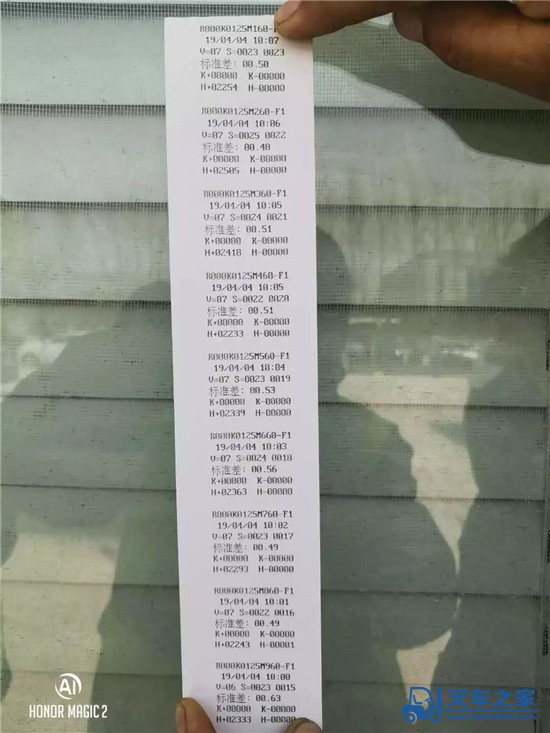 R000K0125M160-F1
19/04/04 10:07
V=07 S=0023 0023
标准差: 00.50
K+00000 K-00000
H+02254 H-00000
R000K0125M260-F1
19/04/04 10:06
V=07 S=0025 0022
标准差: 00.48
K+00000 K-00000
H+02505 H-00000
R000K0125M360-F1
19/04/04 10:05
V=07 S=0024 0021
标准差: 00.51
K+00000 K-00000
H+02418 H-00000
R000K0125M460-F1
19/04/04 10:05
V=07 S=0022 0020
标准差: 00.51
K+00000 K-00000
H+02233 H-00000
R000K0125M560-F1
19/04/04 10:04
V=07 S=0023 0019
标准差: 00.53
K+00000 K-00000
H+02339 H-00000
R000K0125M660-F1
19/04/04 10:03
V=07 S=0024 0018
标准差: 00.56
K+00000 K-00000
H+02363 H-00000
R000K0125M760-F1
19/04/04 10:02
V=07 S=0023 0017
标准差: 00.49
K+00000 K-00000
H+02293 H-00000
R000K0125M860-F1
19/04/04 10:01
V=07 S=0022 0016
标准差: 00.49
K+00000 K-00000
H+02243 H-00001
R000K0125M960-F1
19/04/04 10:00
V=06 S=0023 0015
标准差: 00.63
K+00000 K-00000
H+02333 H-00000
AI
HONOR MAGIC 2
叉车之家